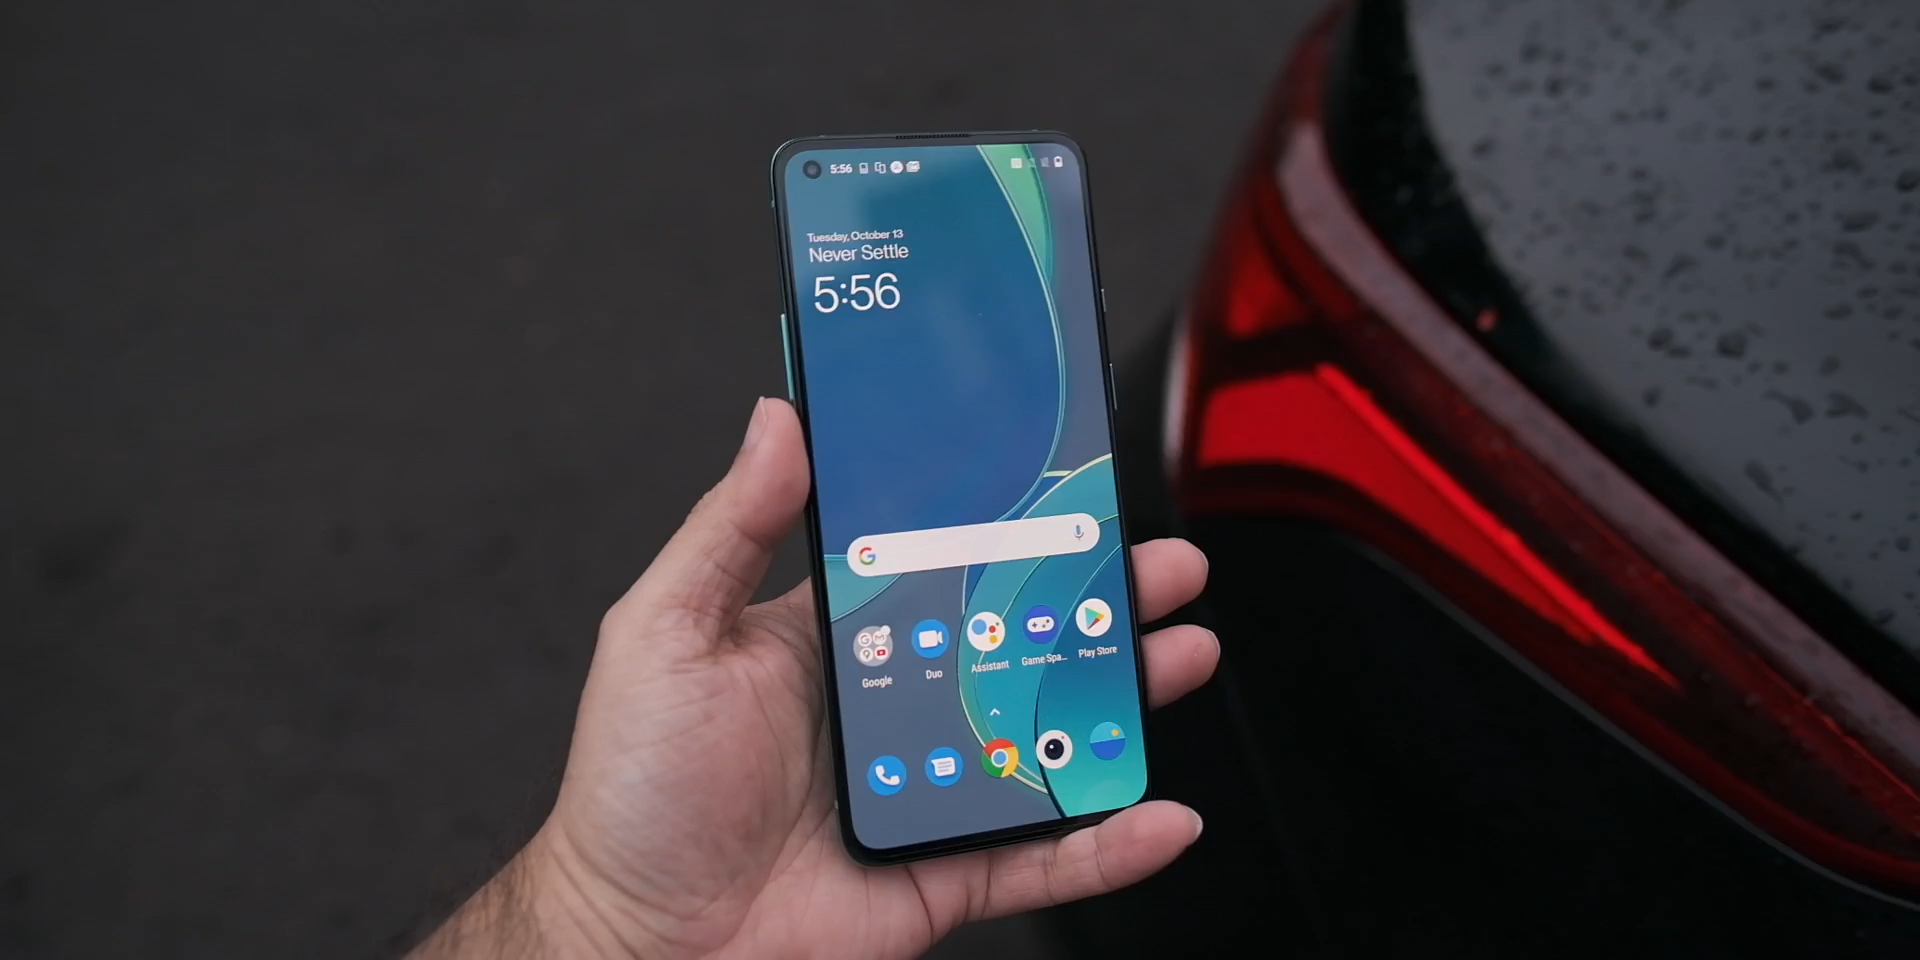 5:56
Tuesday, October 13
Never Settle
5:56
G
Google
Duo
Assistant
Game Spa...
Play Store